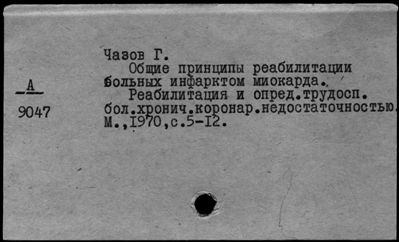 Чазов Г.
Общие принципы реабилитации
больных инфарктом миокарда.
Реабилитация и опред.трудосп.
бол.хронич.коронар.недостаточностью.
М.,1970,с.5-12.
А
9047